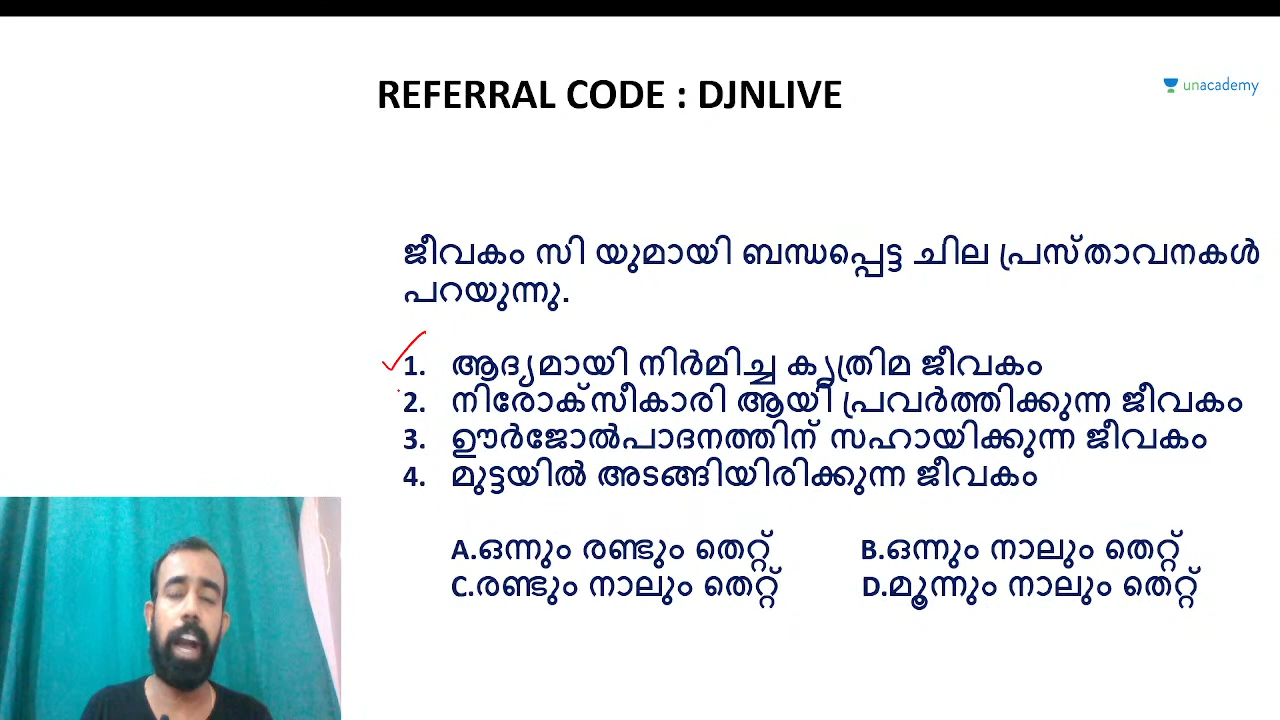 REFERRAL CODE : DJNLIVE
unacademy
ജീവകം സി യുമായി ബന്ധപ്പെട്ട ചില പ്രസ്താവനകൾ
പറയുന്നു.
1. ആദ്യമായി നിർമിച്ച കൃത്രിമ ജീവകം
2. നിരോക്സീകാരി ആയി പ്രവർത്തിക്കുന്ന ജീവകം
3. ഊർജോൽപാദനത്തിന് സഹായിക്കുന്ന ജീവകം
4. മുട്ടയിൽ അടങ്ങിയിരിക്കുന്ന ജീവകം
A.ഒന്നും രണ്ടും തെറ്റ് B.ഒന്നും നാലും തെറ്റ്
C.രണ്ടും നാലും തെറ്റ് D.മൂന്നും നാലും തെറ്റ്